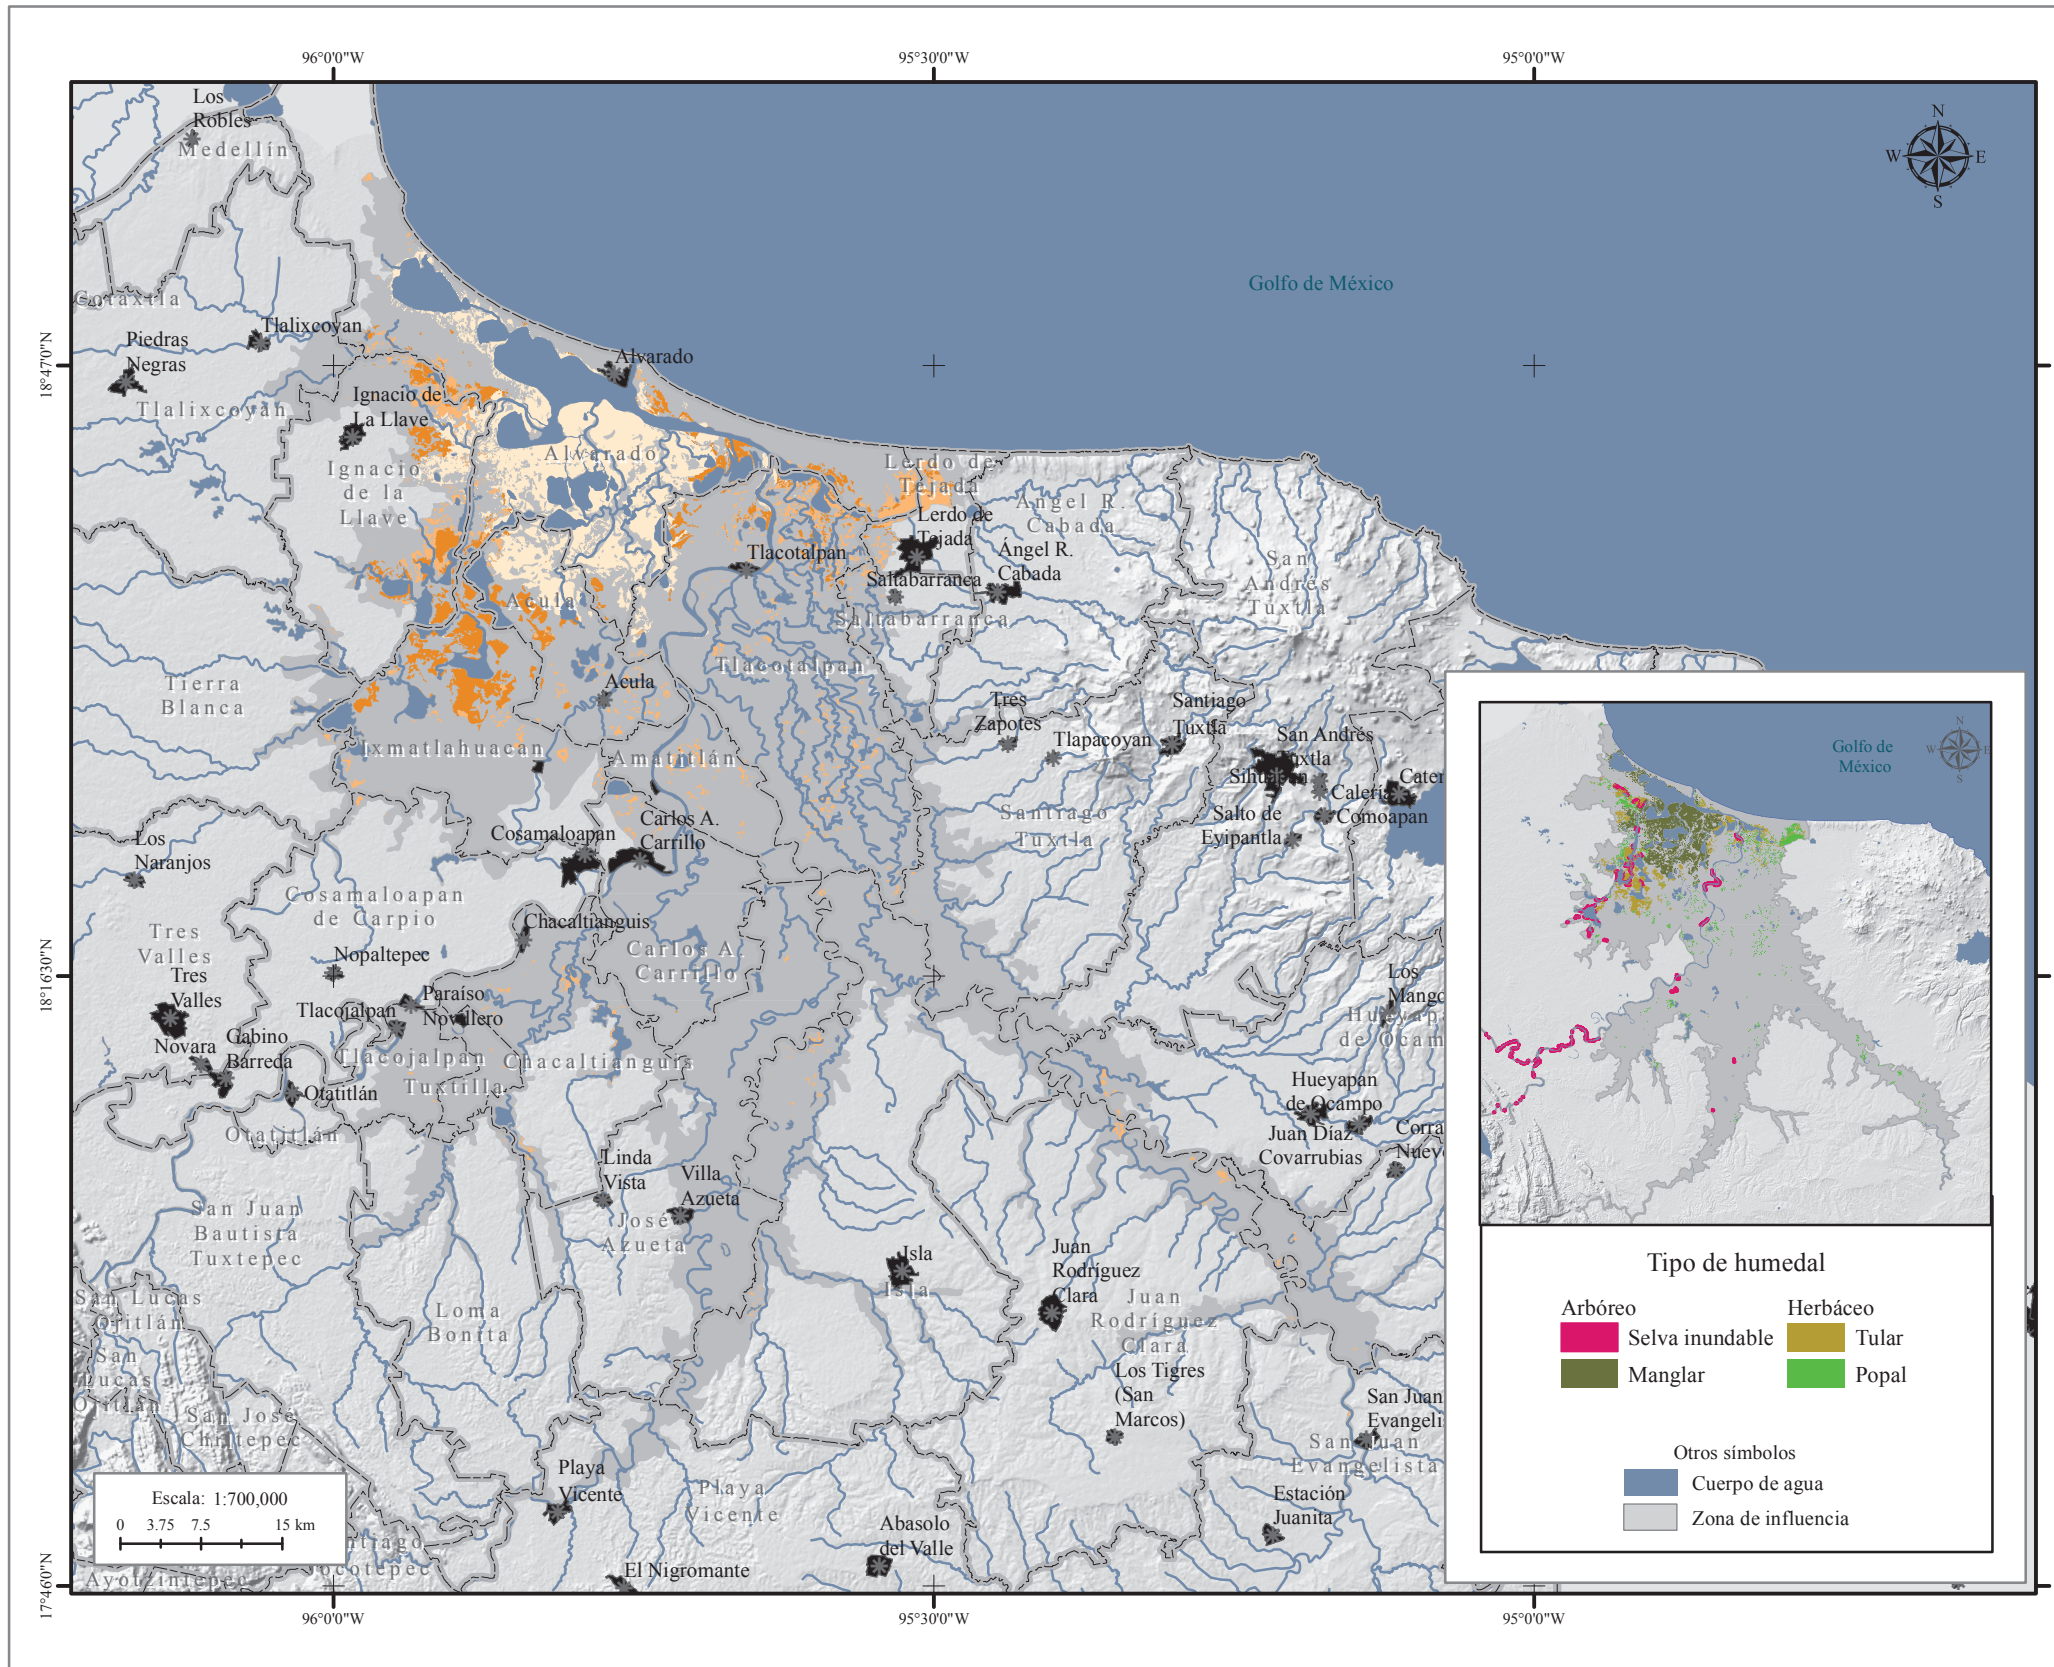 96°0'0"W
95°30'0"W
95°0'0"W
Los
Robles
Medellín
N
W
E
S
Golfo de México
Cotaxtla
Tlalixcoyan
Piedras
Negras
Alvarado
18°47'0"N
Ignacio de
La Llave
Tlalixcoyan
Alvarado
Ignacio
de la
Llave
Lerdo de
Tejada
Angel R.
Cabada
Lerdo de
Tejada
Ángel R.
Cabada
Tlacotalpan
San
Andrés
Tuxtla
Saltabarranca
Acula
Saltabarranca
Tlacotalpan
Tierra
Blanca
Acula
Tres
Zapotes
Santiago
Tuxtla
Tlapacoyan
San Andrés
Tuxtla
Ixmatlahuacan
Amatitlán
Sihuapan
Calería
Comoapan
Salto de
Eyipantla
Santiago
Tuxtla
Carlos A.
Carrillo
Cosamaloapan
Los
Naranjos
Cosamaloapan
de Carpio
Chacaltianguis
Tres
Valles
Nopaltepec
Carlos A.
Carrillo
Tres
Valles
Paraíso
Novillero
Tlacojalpan
18°16'30"N
Los
Novara
Gabino
Barreda
Tlacojalpan
Chacaltianguis
Tuxtilla
Otatitlán
Otatitlán
Hueyapan
de Ocampo
Juan Díaz
Covarrubias
Linda
Vista
Villa
Azueta
José
Azueta
San Juan
Bautista
Tuxtepec
Isla
Isla
Juan
Rodríguez
Clara
Juan
Rodríguez
Clara
San Lucas
Ojitlán
Loma
Bonita
San
Lucas
Ojitlán
Los Tigres
(San
Marcos)
San José
Chiltepec
San Juan
San Juan
Evangelista
Playa
Vicente
Playa
Vicente
Estación
Juanita
Abasolo
del Valle
El Nigromante
Ayotzintepec
Escala: 1:700,000
0 3.75 7.5 15 km
17°46'0"N
96°0'0"W
95°30'0"W
95°0'0"W
Golfo de
México
N
W
E
S
Tipo de humedal
Arbóreo Herbáceo
Selva inundable Tular
Manglar Popal
Otros símbolos
Cuerpo de agua
Zona de influencia